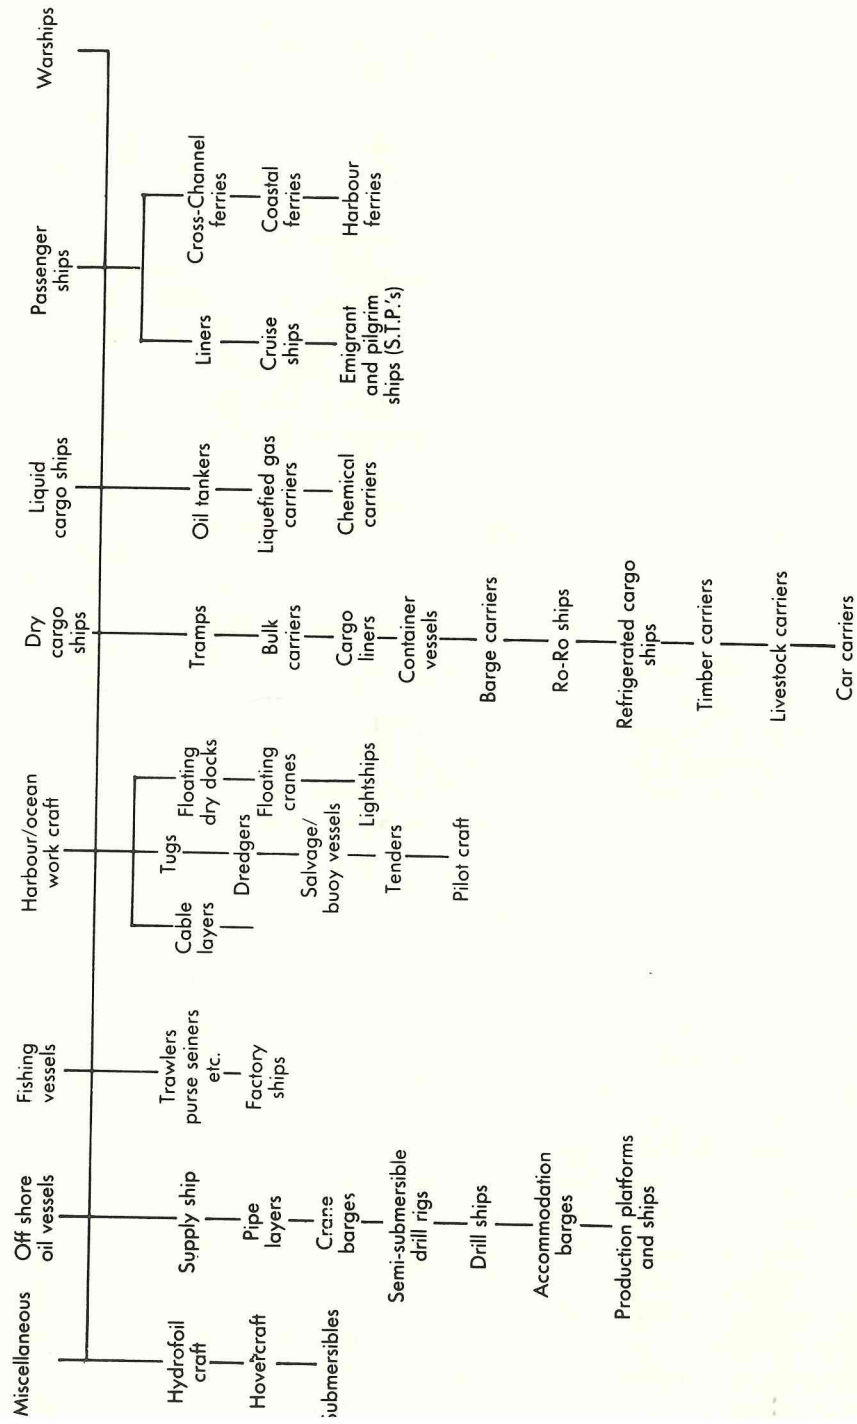 Miscellaneous
Hydrofoil
craft
Hovercraft
Submersibles
Off shore
oil vessels
Supply ship
Pipe
layers
Crane
barges
Semi-submersible
drill rigs
Drill ships
Accommodation
barges
Production platforms
and ships
Fishing
vessels
Trawlers
purse seiners
etc.
Factory
ships
Harbour/ocean
work craft
Cable
layers
Tugs
Dredgers
Salvage/
buoy vessels
Tenders
Pilot craft
Floating
dry docks
Floating
cranes
Lightships
Dry
cargo
ships
Tramps
Bulk
carriers
Cargo
liners
Container
vessels
Barge carriers
Ro-Ro ships
Refrigerated cargo
ships
Timber carriers
Livestock carriers
Car carriers
Liquid
cargo ships
Oil tankers
Liquefied gas
carriers
Chemical
carriers
Passenger
ships
Liners
Cruise
ships
Emigrant
and pilgrim
ships (S.T.P.'s)
Cross-Channel
ferries
Coastal
ferries
Harbour
ferries
Warships